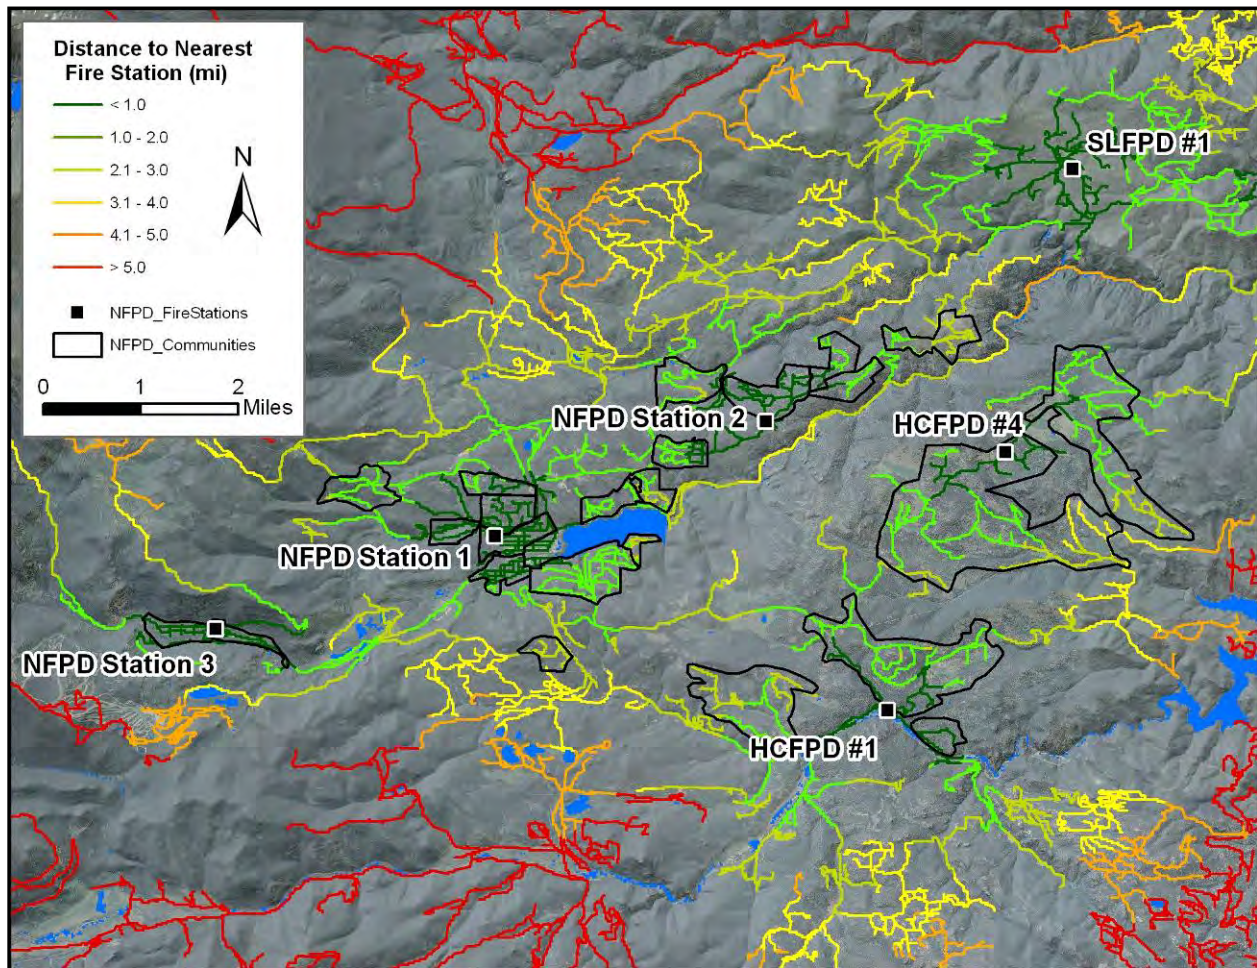 Distance to Nearest
Fire Station (mi)
< 1.0
1.0 - 2.0
2.1 - 3.0
3.1 - 4.0
4.1 - 5.0
> 5.0
N
NFPD_FireStations
NFPD_Communities
0 1 2
Miles
SLFPD #1
NFPD Station 2
HCFPD #4
NFPD Station 1
NFPD Station 3
HCFPD #1